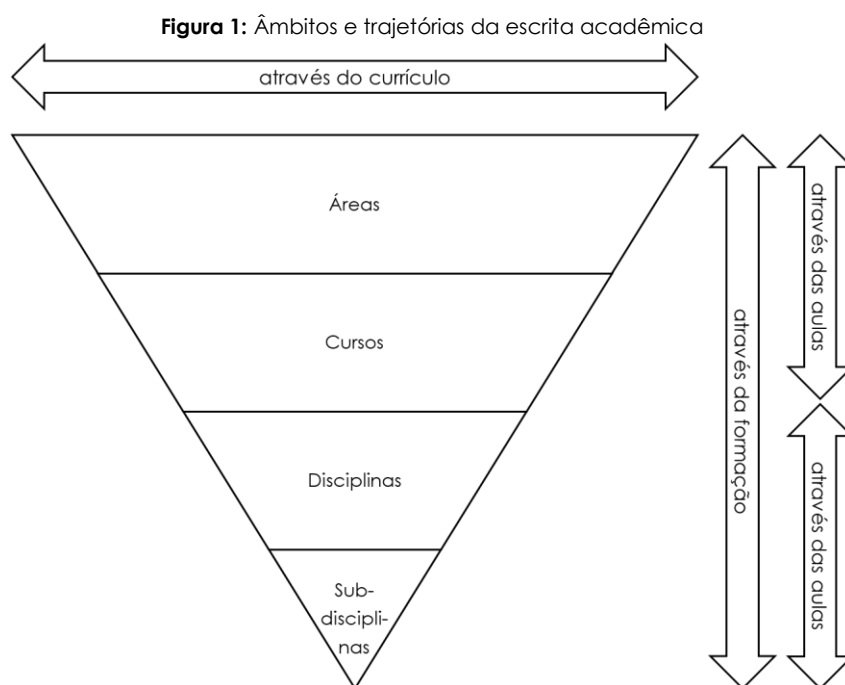 Figura 1: Âmbitos e trajetórias da escrita acadêmica
através do currículo
Áreas
Cursos
Disciplinas
Sub-
discipli-
nas
através da formação
através das aulas
através das aulas